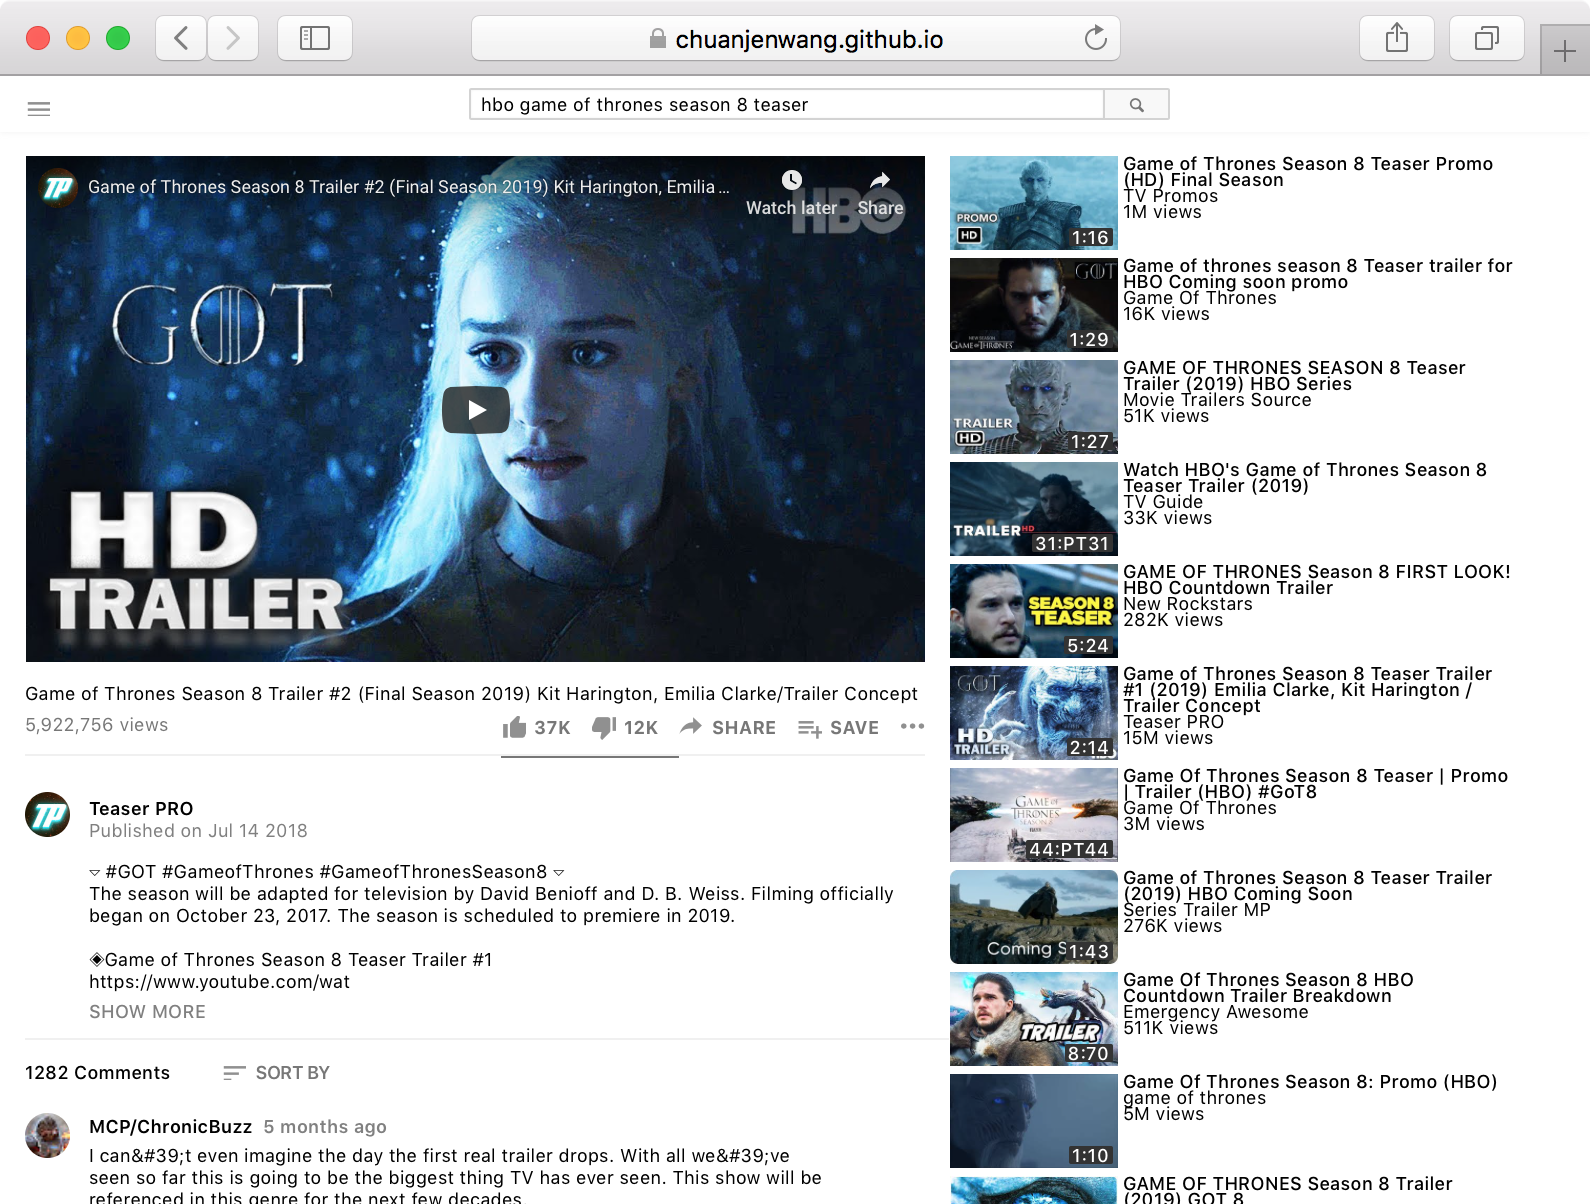 chuanjenwang.github.io
hbo game of thrones season 8 teaser
TP Game of Thrones Season 8 Trailer #2 (Final Season 2019) Kit Harington, Emilia ...
Watch later Share
HBO
GOT
HD
TRAILER
Game of Thrones Season 8 Trailer #2 (Final Season 2019) Kit Harington, Emilia Clarke/Trailer Concept
5,922,756 views
37K 12K SHARE SAVE
TP
Teaser PRO
Published on Jul 14 2018
▿ #GOT #GameofThrones #GameofThronesSeason8 ▿
The season will be adapted for television by David Benioff and D. B. Weiss. Filming officially
began on October 23, 2017. The season is scheduled to premiere in 2019.
◈Game of Thrones Season 8 Teaser Trailer #1
https://www.youtube.com/wat
SHOW MORE
1282 Comments SORT BY
MCP/ChronicBuzz 5 months ago
I can&#39;t even imagine the day the first real trailer drops. With all we&#39;ve
seen so far this is going to be the biggest thing TV has ever seen. This show will be
referenced in this genre for the next few decades.
PROMO
HD
1:16
Game of Thrones Season 8 Teaser Promo
(HD) Final Season
TV Promos
1M views
GOT
NEW SEASON
GAME OF THRONES
1:29
Game of thrones season 8 Teaser trailer for
HBO Coming soon promo
Game Of Thrones
16K views
TRAILER
HD
1:27
GAME OF THRONES SEASON 8 Teaser
Trailer (2019) HBO Series
Movie Trailers Source
51K views
TRAILER HD
31:PT31
Watch HBO's Game of Thrones Season 8
Teaser Trailer (2019)
TV Guide
33K views
SEASON 8
TEASER
5:24
GAME OF THRONES Season 8 FIRST LOOK!
HBO Countdown Trailer
New Rockstars
282K views
GOT
HD
TRAILER
2:14
Game of Thrones Season 8 Teaser Trailer
#1 (2019) Emilia Clarke, Kit Harington /
Trailer Concept
Teaser PRO
15M views
GAME OF
THRONES
SEASON 8
44:PT44
Game Of Thrones Season 8 Teaser | Promo
| Trailer (HBO) #GoT8
Game Of Thrones
3M views
Coming S
1:43
Game of Thrones Season 8 Teaser Trailer
(2019) HBO Coming Soon
Series Trailer MP
276K views
TRAILER
8:70
Game Of Thrones Season 8 HBO
Countdown Trailer Breakdown
Emergency Awesome
511K views
1:10
Game Of Thrones Season 8: Promo (HBO)
game of thrones
5M views
GAME OF THRONES Season 8 Trailer
(2019) GOT 8